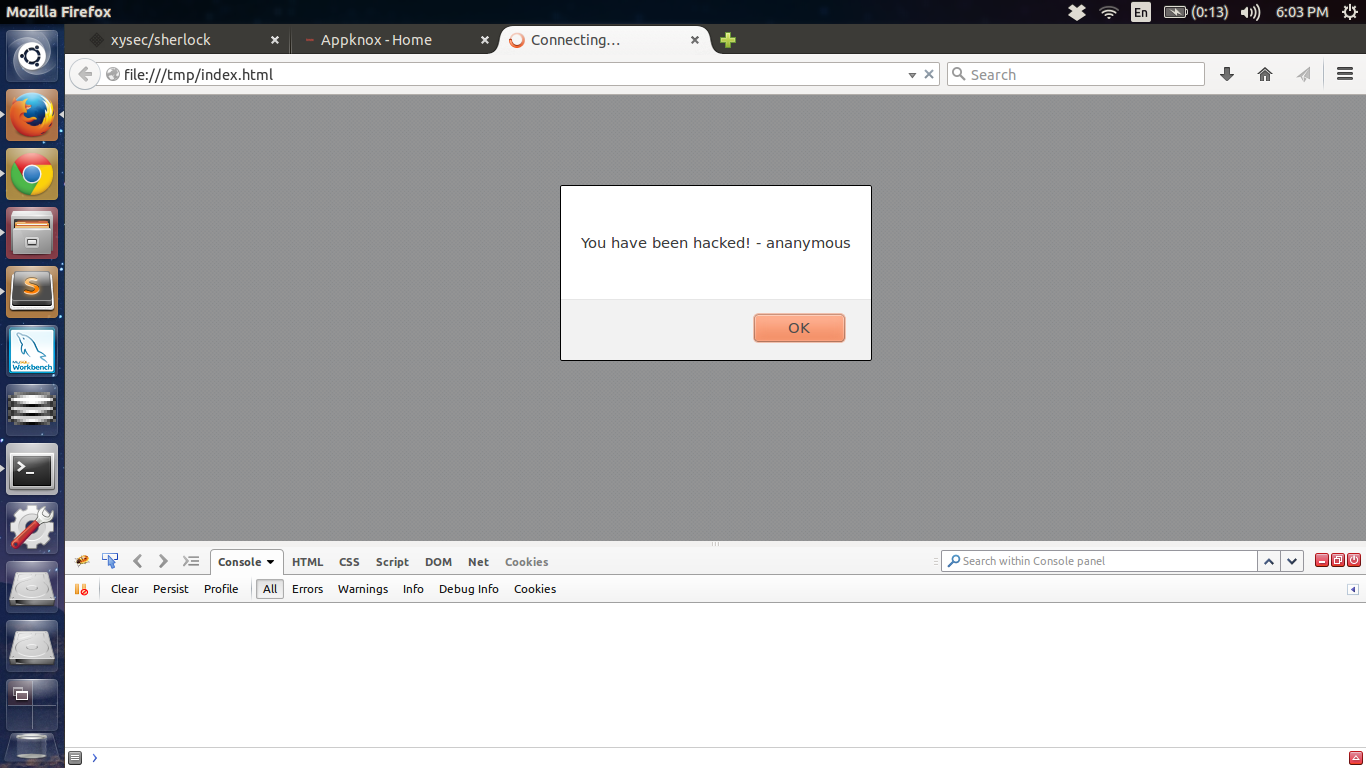 Mozilla Firefox
En
(0:13)
6:03 PM
xysec/sherlock
Appknox - Home
Connecting…
file:///tmp/index.html
Search
You have been hacked! - ananymous
OK
S
Workbench
>_
Console
HTML
CSS
Script
DOM
Net
Cookies
Search within Console panel
Clear
Persist
Profile
All
Errors
Warnings
Info
Debug Info
Cookies